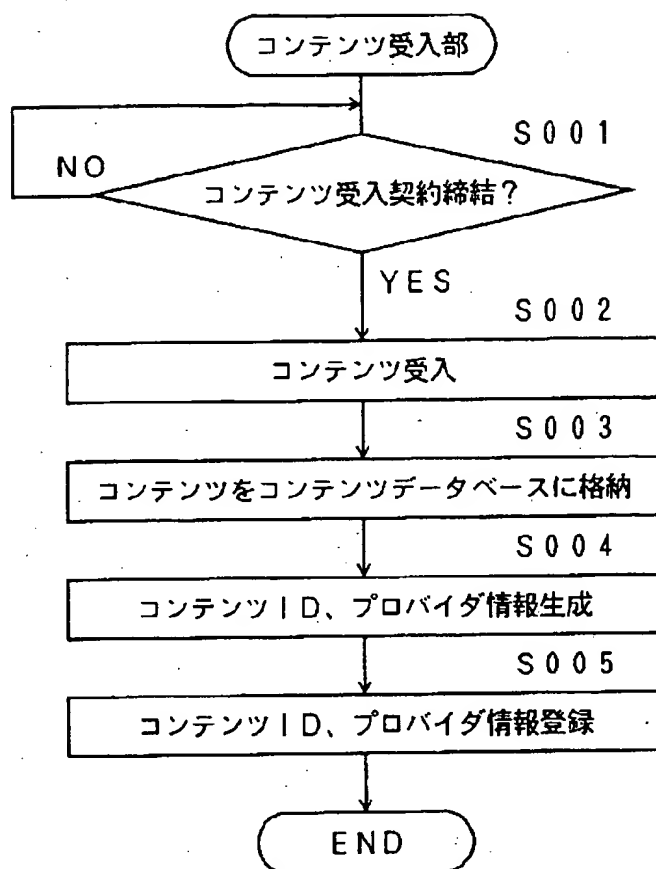 コンテンツ受入部
S001
NO
コンテンツ受入契約締結?
YES
S002
コンテンツ受入
S003
コンテンツをコンテンツデータベースに格納
S004
コンテンツID、プロバイダ情報生成
S005
コンテンツID、プロバイダ情報登録
END